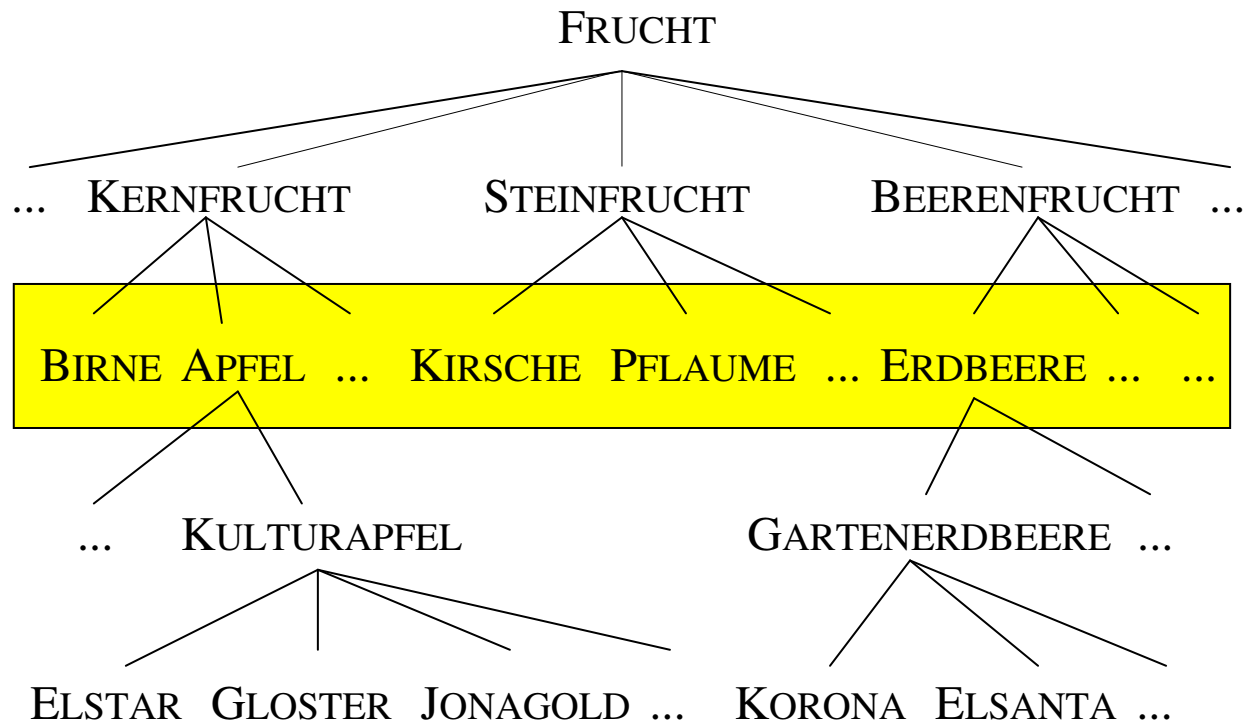 FRUCHT
... KERNFRUCHT STEINFRUCHT BEERENFRUCHT ...
BIRNE APFEL ... KIRSCHE PFLAUME ... ERDBEERE ... ...
... KULTURAPFEL GARTENERDBEERE ...
ELSTAR GLOSTER JONAGOLD ... KORONA ELSANTA ...